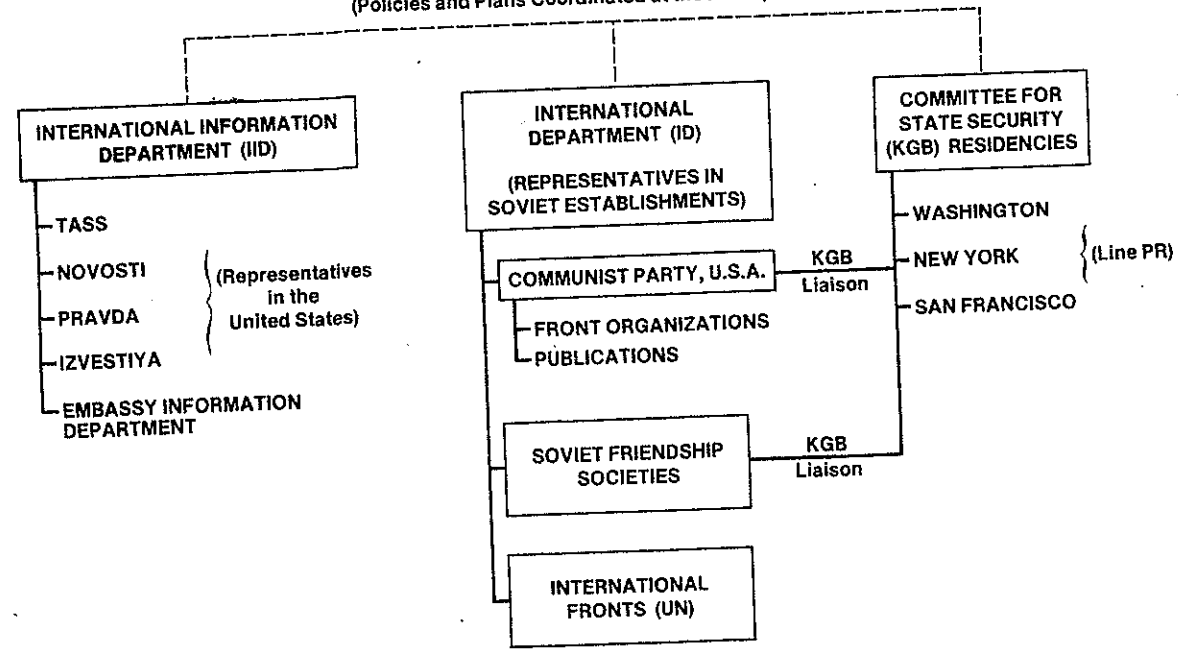 (Policies and Plans Coordinated at
INTERNATIONAL INFORMATION
DEPARTMENT (IID)
TASS
NOVOSTI
PRAVDA
IZVESTIYA
EMBASSY INFORMATION
DEPARTMENT
(Representatives
in the
United States)
INTERNATIONAL
DEPARTMENT (ID)
(REPRESENTATIVES IN
SOVIET ESTABLISHMENTS)
COMMUNIST PARTY, U.S.A.
FRONT ORGANIZATIONS
PUBLICATIONS
KGB
Liaison
SOVIET FRIENDSHIP
SOCIETIES
KGB
Liaison
INTERNATIONAL
FRONTS (UN)
COMMITTEE FOR
STATE SECURITY
(KGB) RESIDENCIES
WASHINGTON
NEW YORK
SAN FRANCISCO
(Line PR)